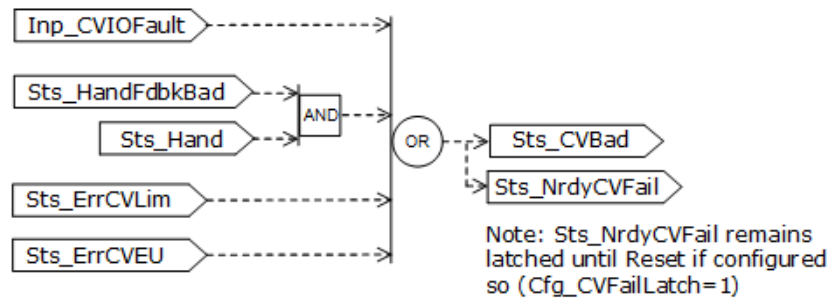 Inp_CVIOFault
Sts_HandFdbkBad
AND
Sts_Hand
OR
Sts_CVBad
Sts_NrdyCVFail
Sts_ErrCVLim
Sts_ErrCVEU
Note: Sts_NrdyCVFail remains
latched until Reset if configured
so (Cfg_CVFailLatch=1)